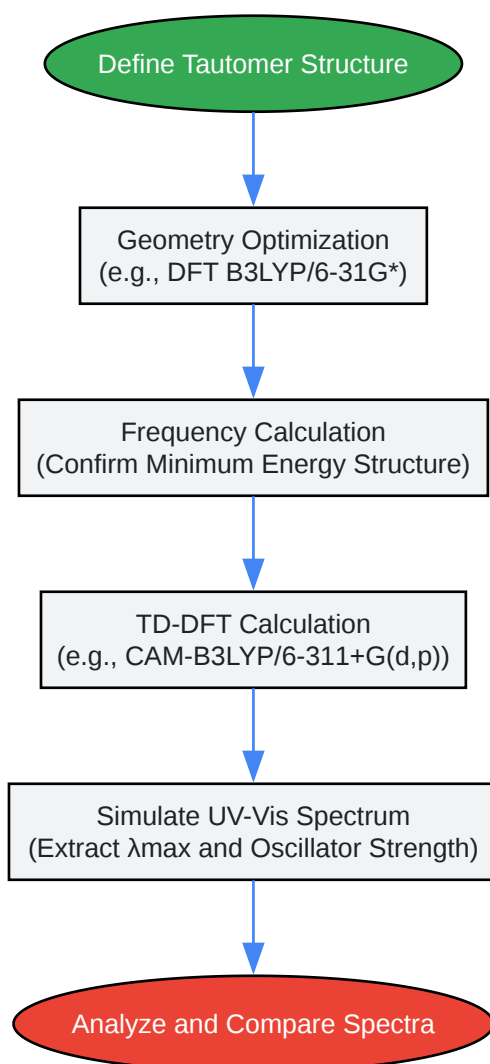 Define Tautomer Structure
Geometry Optimization
(e.g., DFT B3LYP/6-31G*)
Frequency Calculation
(Confirm Minimum Energy Structure)
TD-DFT Calculation
(e.g., CAM-B3LYP/6-311+G(d,p))
Simulate UV-Vis Spectrum
(Extract λmax and Oscillator Strength)
Analyze and Compare Spectra